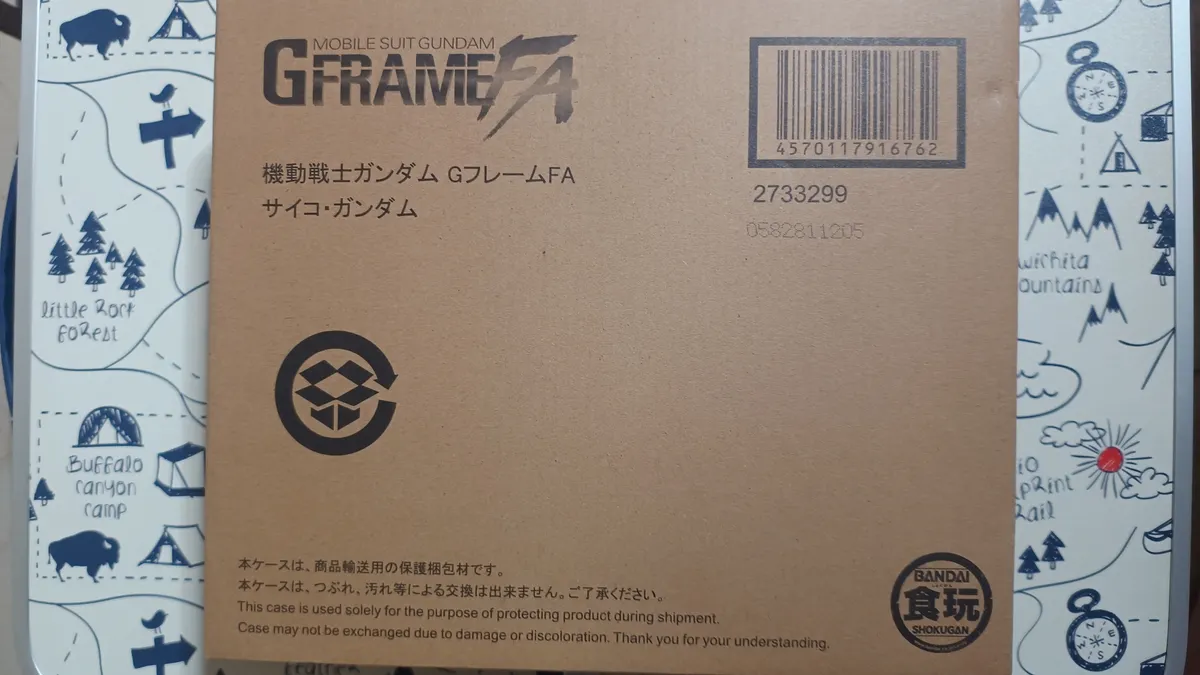 MOBILE SUIT GUNDAM
GFRAMEFA
機動戦士ガンダム GフレームFA
サイコ・ガンダム
4570117916762
2733299
0582811205
little Rock
FoRest
Buffalo
canyon
camp
wichita
ountains
io
pRint
Rail
本ケースは、商品輸送用の保護梱包材です。
本ケースは、つぶれ、汚れ等による交換は出来ません。ご了承ください。
This case is used solely for the purpose of protecting product during shipment.
Case may not be exchanged due to damage or discoloration. Thank you for your understanding.
BANDAI
食玩
SHOKUGAN